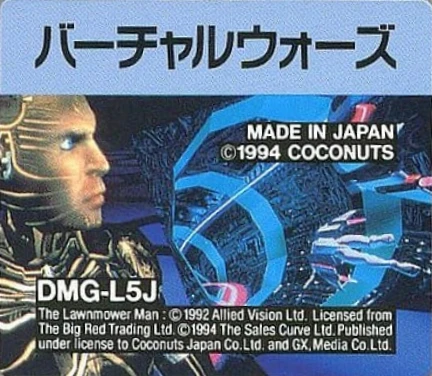 バーチャルウォーズ
MADE IN JAPAN
©1994 COCONUTS
DMG-L5J
The Lawnmower Man : ©1992 Allied Vision Ltd. Licensed from
The Big Red Trading Ltd. ©1994 The Sales Curve Ltd. Published
under license to Coconuts Japan Co.Ltd. and GX, Media Co.Ltd.